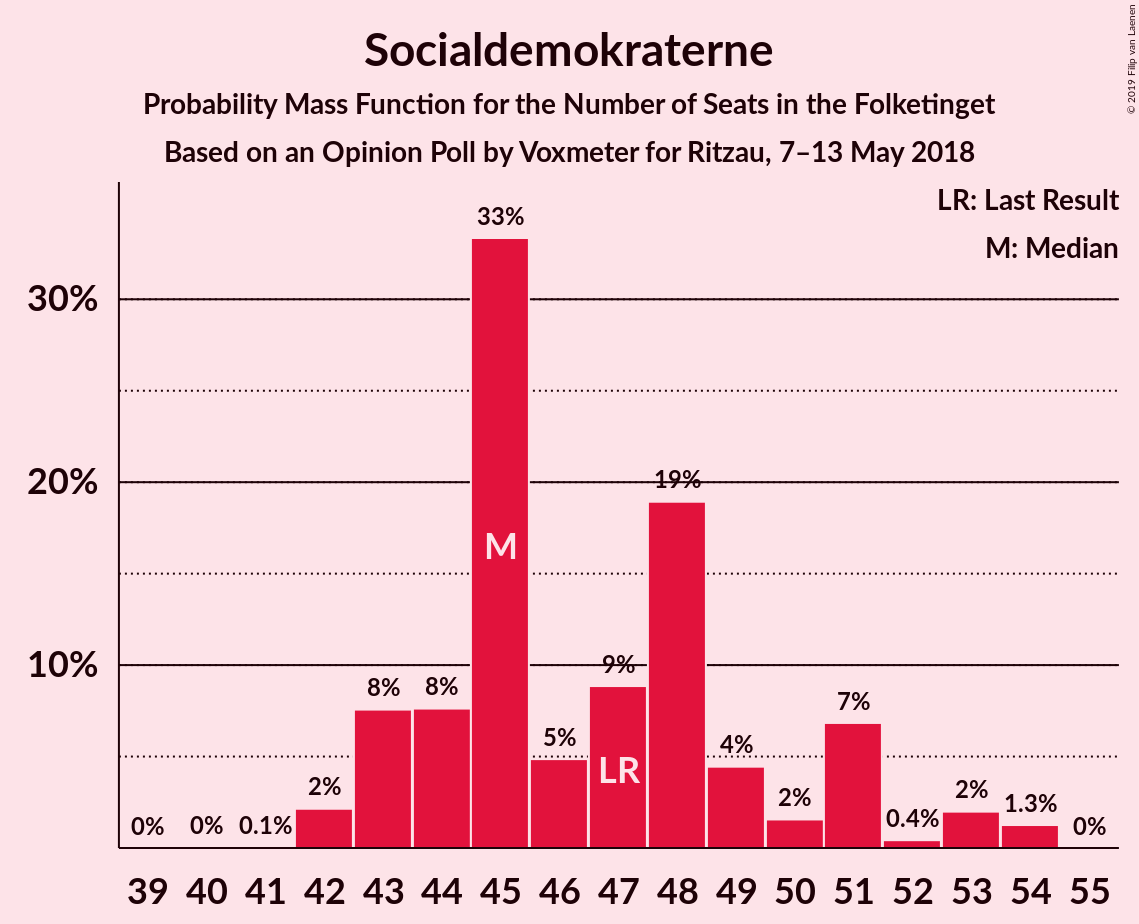 Socialdemokraterne
Probability Mass Function for the Number of Seats in the Folketinget
Based on an Opinion Poll by Voxmeter for Ritzau, 7–13 May 2018
© 2019 Filip van Laenen
LR: Last Result
M: Median
33%
30%
20%
19%
M
10%
9%
8%
8%
7%
5%
4%
LR
2%
2%
2%
1.3%
0.4%
0%
0%
0.1%
0%
39 40 41 42 43 44 45 46 47 48 49 50 51 52 53 54 55